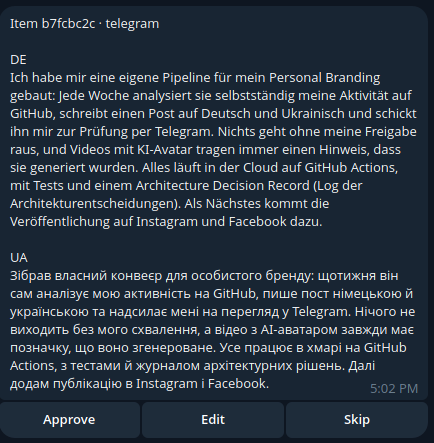 Item b7fcbc2c · telegram
DE
Ich habe mir eine eigene Pipeline für mein Personal Branding
gebaut: Jede Woche analysiert sie selbstständig meine Aktivität auf
GitHub, schreibt einen Post auf Deutsch und Ukrainisch und schickt
ihn mir zur Prüfung per Telegram. Nichts geht ohne meine Freigabe
raus, und Videos mit KI-Avatar tragen immer einen Hinweis, dass
sie generiert wurden. Alles läuft in der Cloud auf GitHub Actions,
mit Tests und einem Architecture Decision Record (Log der
Architekturentscheidungen). Als Nächstes kommt die
Veröffentlichung auf Instagram und Facebook dazu.
UA
Зібрав власний конвеєр для особистого бренду: щотижня він
сам аналізує мою активність на GitHub, пише пост німецькою й
українською та надсилає мені на перегляд у Telegram. Нічого не
виходить без мого схвалення, а відео з AI-аватаром завжди має
позначку, що воно згенероване. Усе працює в хмарі на GitHub
Actions, з тестами й журналом архітектурних рішень. Далі
додам публікацію в Instagram і Facebook.
5:02 PM
Approve
Edit
Skip